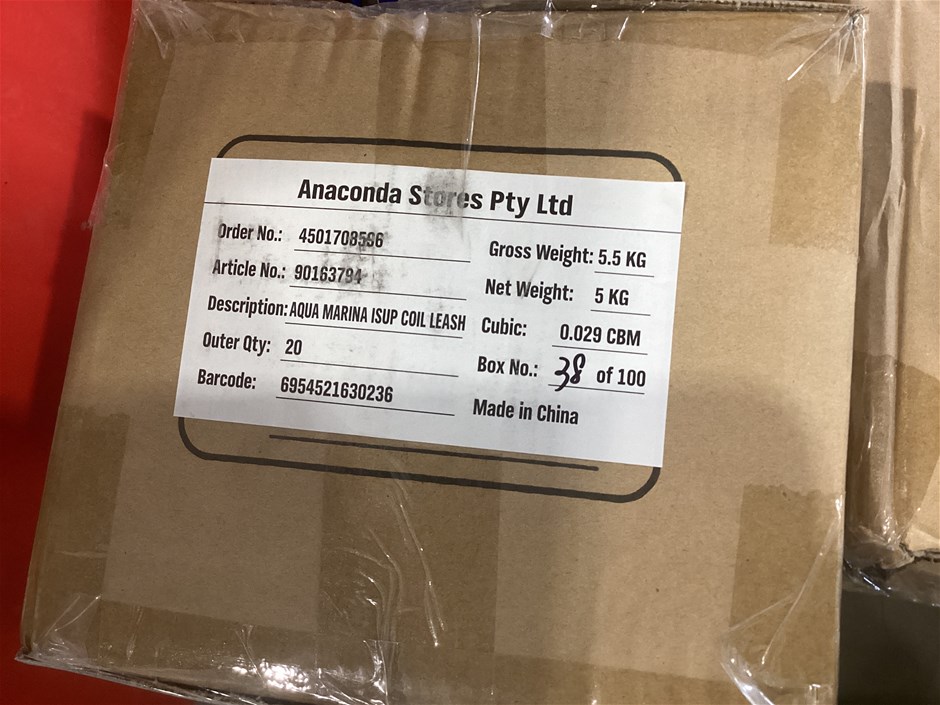 Anaconda Stores Pty Ltd
Order No.: 4501708596
Article No.: 90163794
Description: AQUA MARINA ISUP COIL LEASH
Outer Qty: 20
Barcode: 6954521630236
Gross Weight: 5.5 KG
Net Weight: 5 KG
Cubic: 0.029 CBM
Box No.: 38 of 100
Made in China